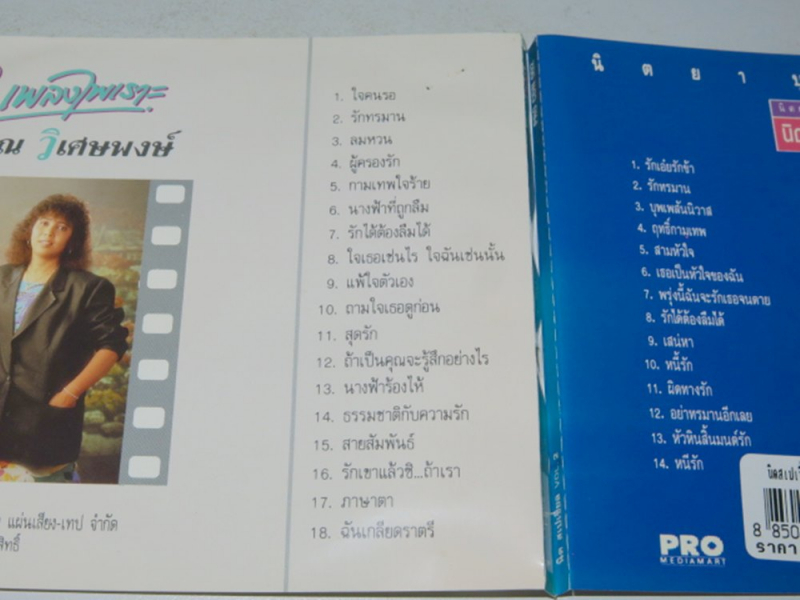 เพลงไพเราะ
วิเศษพงษ์
1. ใจคนรอ
2. รักทรมาน
3. ลมหวน
4. ผู้ครองรัก
5. กามเทพใจร้าย
6. นางฟ้าที่ถูกลืม
7. รักได้ต้องลืมได้
8. ใจเธอเช่นไร ใจฉันเช่นนั้น
9. แพ้ใจตัวเอง
10. ถามใจเธอดูก่อน
11. สุดรัก
12. ถ้าเป็นคุณจะรู้สึกอย่างไร
13. นางฟ้าร้องไห้
14. ธรรมชาติกับความรัก
15. สายสัมพันธ์
16. รักเขาแล้วซิ...ถ้าเรา
17. ภาษาตา
18. ฉันเกลียดราตรี
แผ่นเสียง-เทป จำกัด
นิตยา
1. รักเอ๋ยรักข้า
2. รักทรมาน
3. บุพเพสันนิวาส
4. ฤทธิ์กามเทพ
5. สามหัวใจ
6. เธอเป็นหัวใจของฉัน
7. พรุ่งนี้ฉันจะรักเธอจนตาย
8. รักได้ต้องลืมได้
9. เสน่หา
10. หนี้รัก
11. ผิดทางรัก
12. อย่าทรมานอีกเลย
13. หัวหินสิ้นมนต์รัก
14. หนีรัก
PRO
MEDIAMART
8 850
ราคา